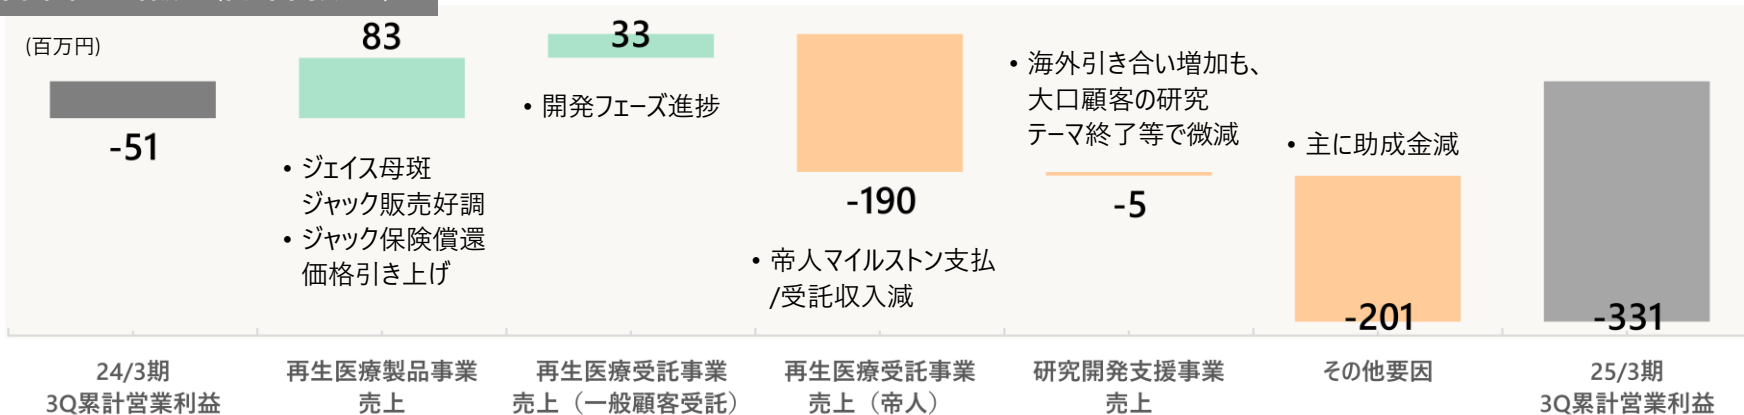 (百万円)
-51
83
• ジェイス母斑
ジャック販売好調
• ジャック保険償還
価格引き上げ
33
• 開発フェーズ進捗
-190
• 帝人マイルストン支払
/受託収入減
• 海外引き合い増加も、
大口顧客の研究
テーマ終了等で微減
-5
• 主に助成金減
-201
-331
24/3期
3Q累計営業利益
再生医療製品事業
売上
再生医療受託事業
売上（一般顧客受託）
再生医療受託事業
売上（帝人）
研究開発支援事業
売上
その他要因
25/3期
3Q累計営業利益